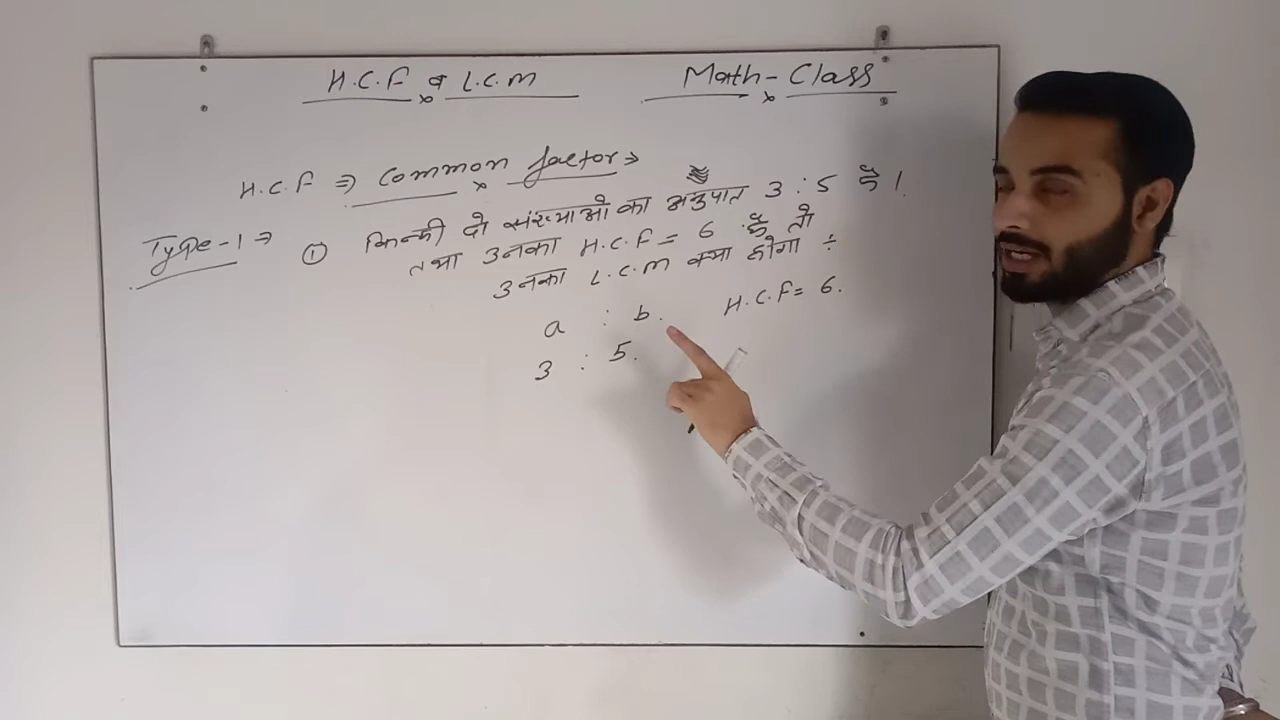 H.C.F व L.C.M
Math-Class
H.C.F ⇒ Common factor →
Type-1 ⇒ ① किन्ही दो संख्याओ का अनुपात 3 : 5 है।
तथा उनका H.C.F = 6 है तो
उनका L.C.M क्या होगा ÷
a : b. H.C.F = 6.
3 : 5.